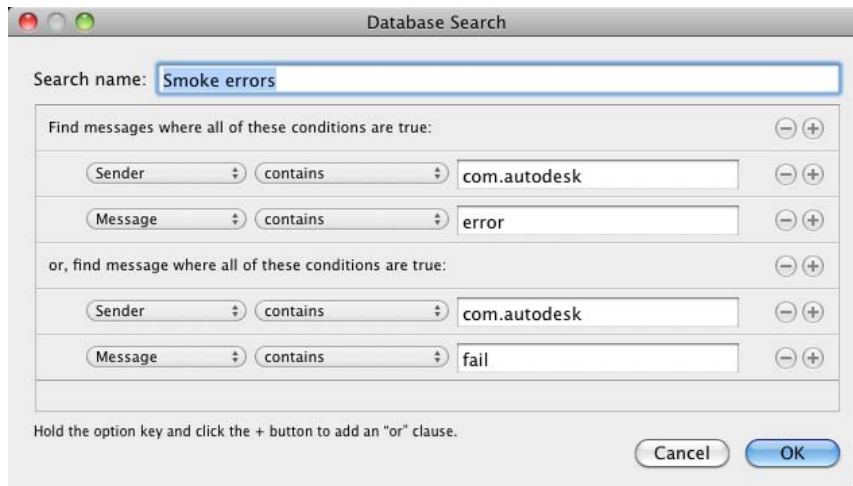 Database Search
Search name: Smoke errors
Find messages where all of these conditions are true:
Sender contains com.autodesk
Message contains error
or, find message where all of these conditions are true:
Sender contains com.autodesk
Message contains fail
Hold the option key and click the + button to add an “or” clause.
Cancel OK